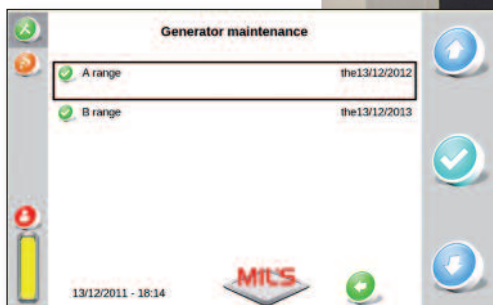 Generator maintenance
A range the13/12/2012
B range the13/12/2013
13/12/2011 - 18:14
MIL'S